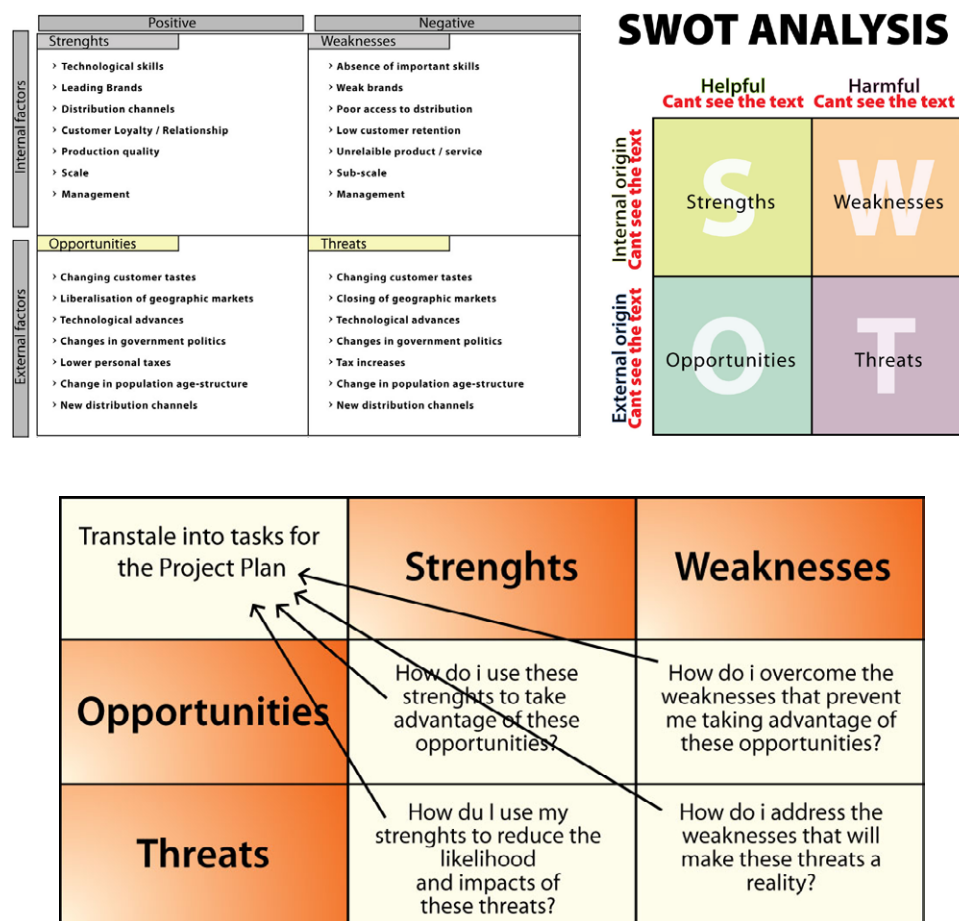 Positive
Negative
Internal factors
Strenghts
› Technological skills
› Leading Brands
› Distribution channels
› Customer Loyalty / Relationship
› Production quality
› Scale
› Management
Weaknesses
› Absence of important skills
› Weak brands
› Poor access to dstribution
› Low customer retention
› Unrelaible product / service
› Sub-scale
› Management
External factors
Opportunities
› Changing customer tastes
› Liberalisation of geographic markets
› Technological advances
› Changes in government politics
› Lower personal taxes
› Change in population age-structure
› New distribution channels
Threats
› Changing customer tastes
› Closing of geographic markets
› Technological advances
› Changes in government politics
› Tax increases
› Change in population age-structure
› New distribution channels
SWOT ANALYSIS
Helpful
Cant see the text
Harmful
Cant see the text
Internal origin
Cant see the text
S
Strengths
W
Weaknesses
External origin
Cant see the text
O
Opportunities
T
Threats
Transtale into tasks for
the Project Plan
Strenghts
Weaknesses
Opportunities
How do i use these
strenghts to take
advantage of these
opportunities?
How do i overcome the
weaknesses that prevent
me taking advantage of
these opportunities?
Threats
How du I use my
strenghts to reduce the
likelihood
and impacts of
these threats?
How do i address the
weaknesses that will
make these threats a
reality?